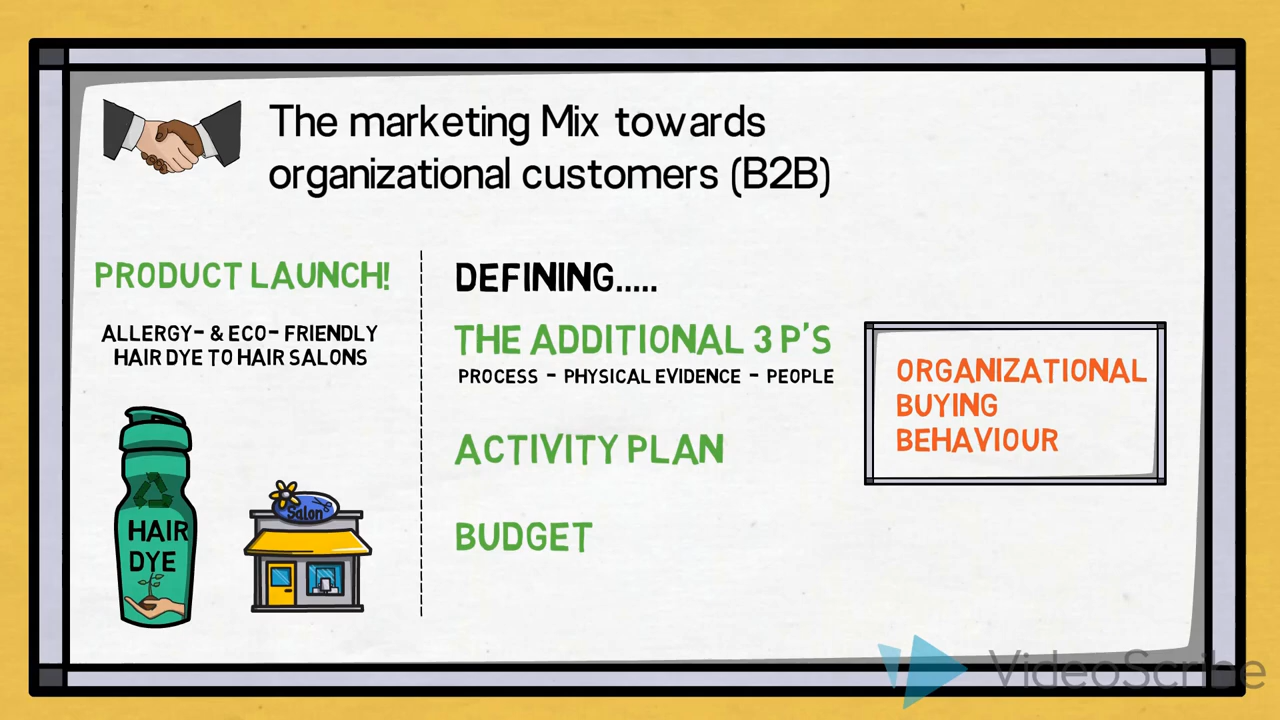 The marketing Mix towards
organizational customers (B2B)
PRODUCT LAUNCH!
ALLERGY- & ECO- FRIENDLY
HAIR DYE TO HAIR SALONS
HAIR
DYE
Salon
DEFINING.....
THE ADDITIONAL 3 P'S
PROCESS - PHYSICAL EVIDENCE - PEOPLE
ACTIVITY PLAN
BUDGET
ORGANIZATIONAL
BUYING
BEHAVIOUR
VideoScribe